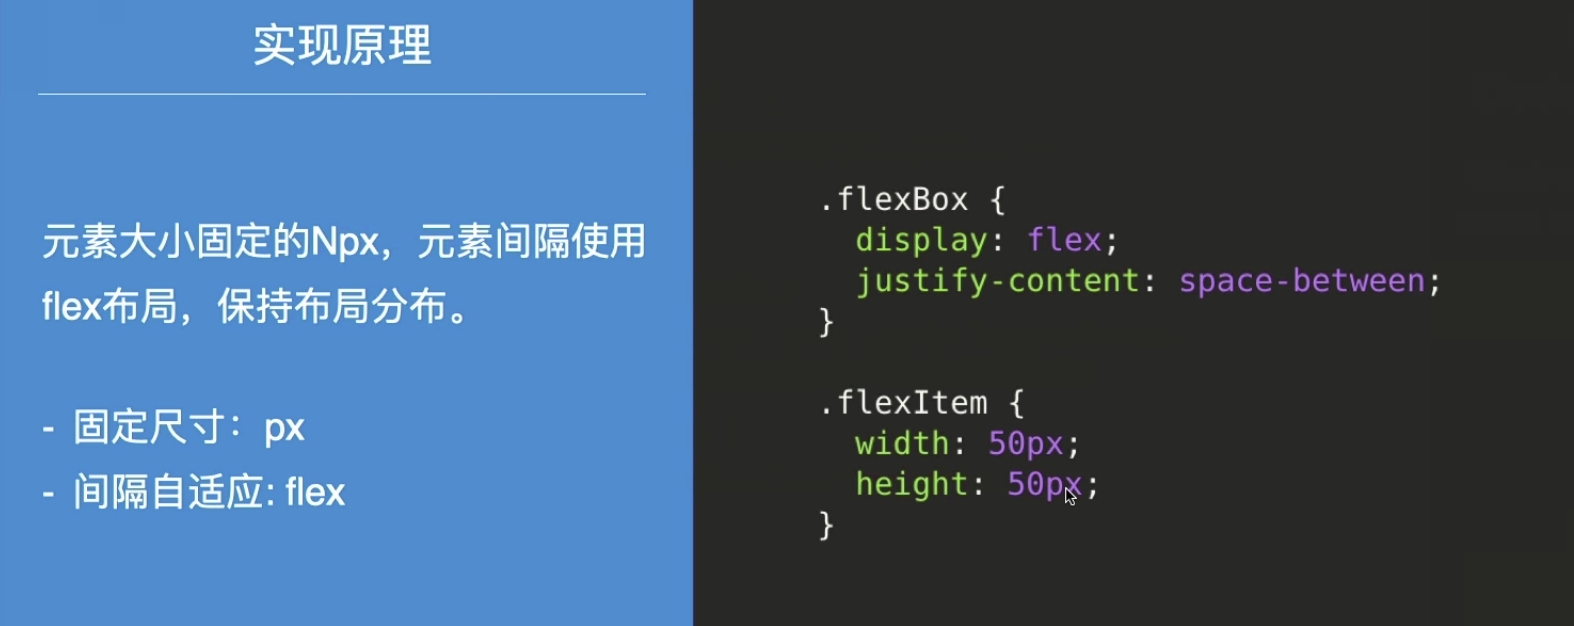 实现原理
元素大小固定的Npx，元素间隔使用
flex布局，保持布局分布。
- 固定尺寸：px
- 间隔自适应: flex
.flexBox {
display: flex;
justify-content: space-between;
}
.flexItem {
width: 50px;
height: 50px;
}